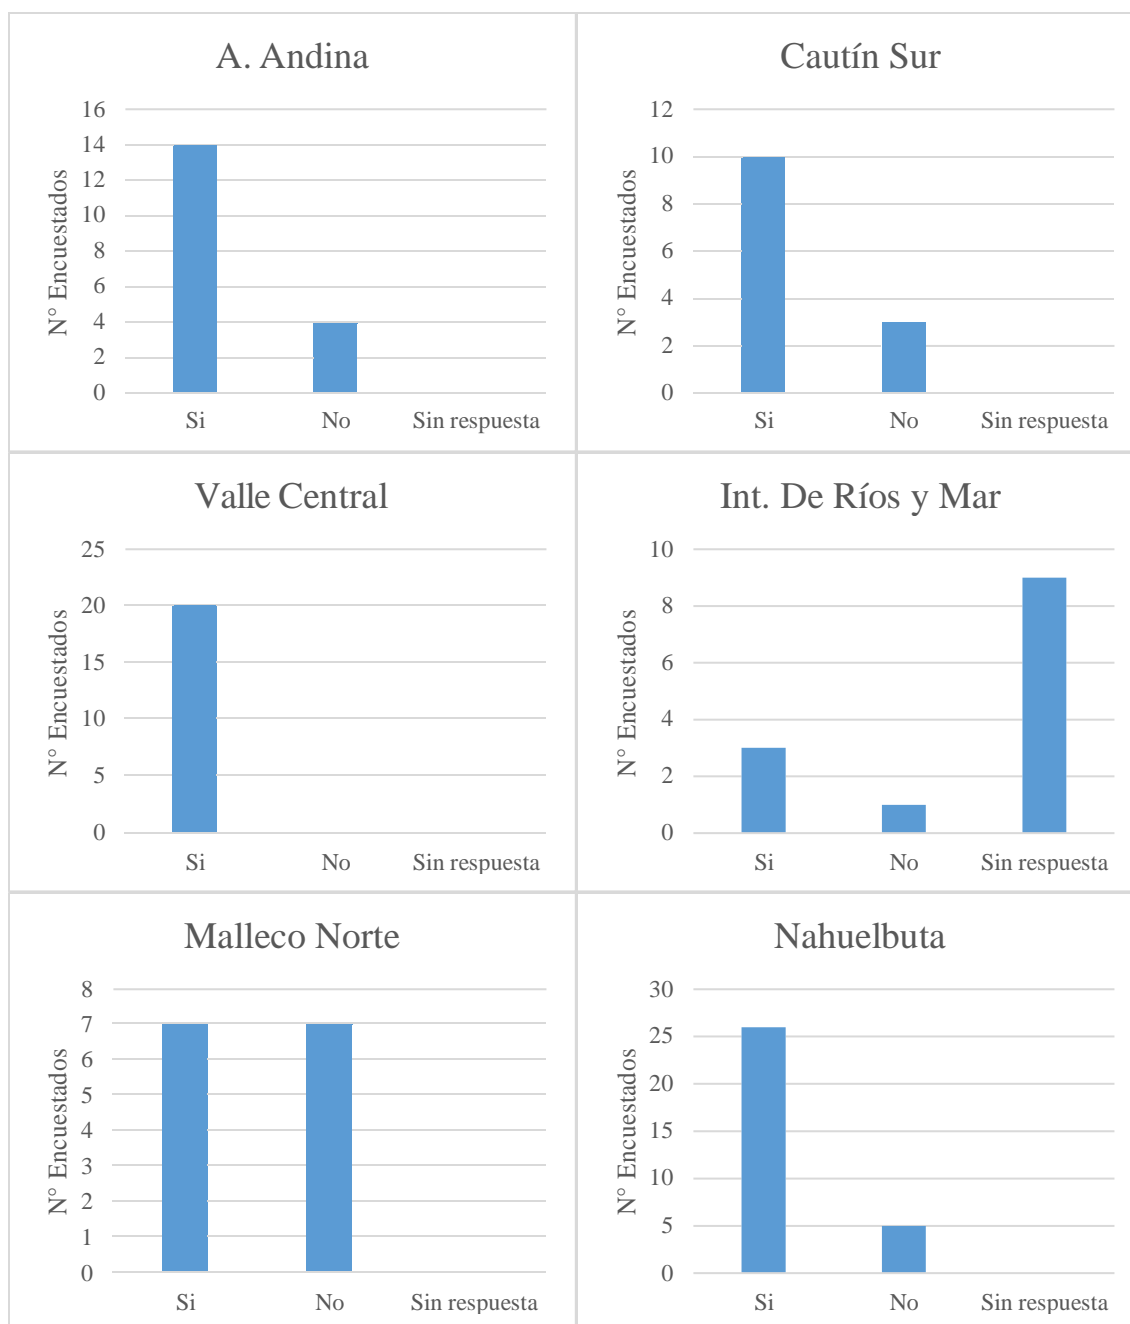 A. Andina
N° Encuestados
16
14
12
10
8
6
4
2
0
Si No Sin respuesta
Cautín Sur
N° Encuestados
12
10
8
6
4
2
0
Si No Sin respuesta
Valle Central
N° Encuestados
25
20
15
10
5
0
Si No Sin respuesta
Int. De Ríos y Mar
N° Encuestados
10
8
6
4
2
0
Si No Sin respuesta
Malleco Norte
N° Encuestados
8
7
6
5
4
3
2
1
0
Si No Sin respuesta
Nahuelbuta
N° Encuestados
30
25
20
15
10
5
0
Si No Sin respuesta